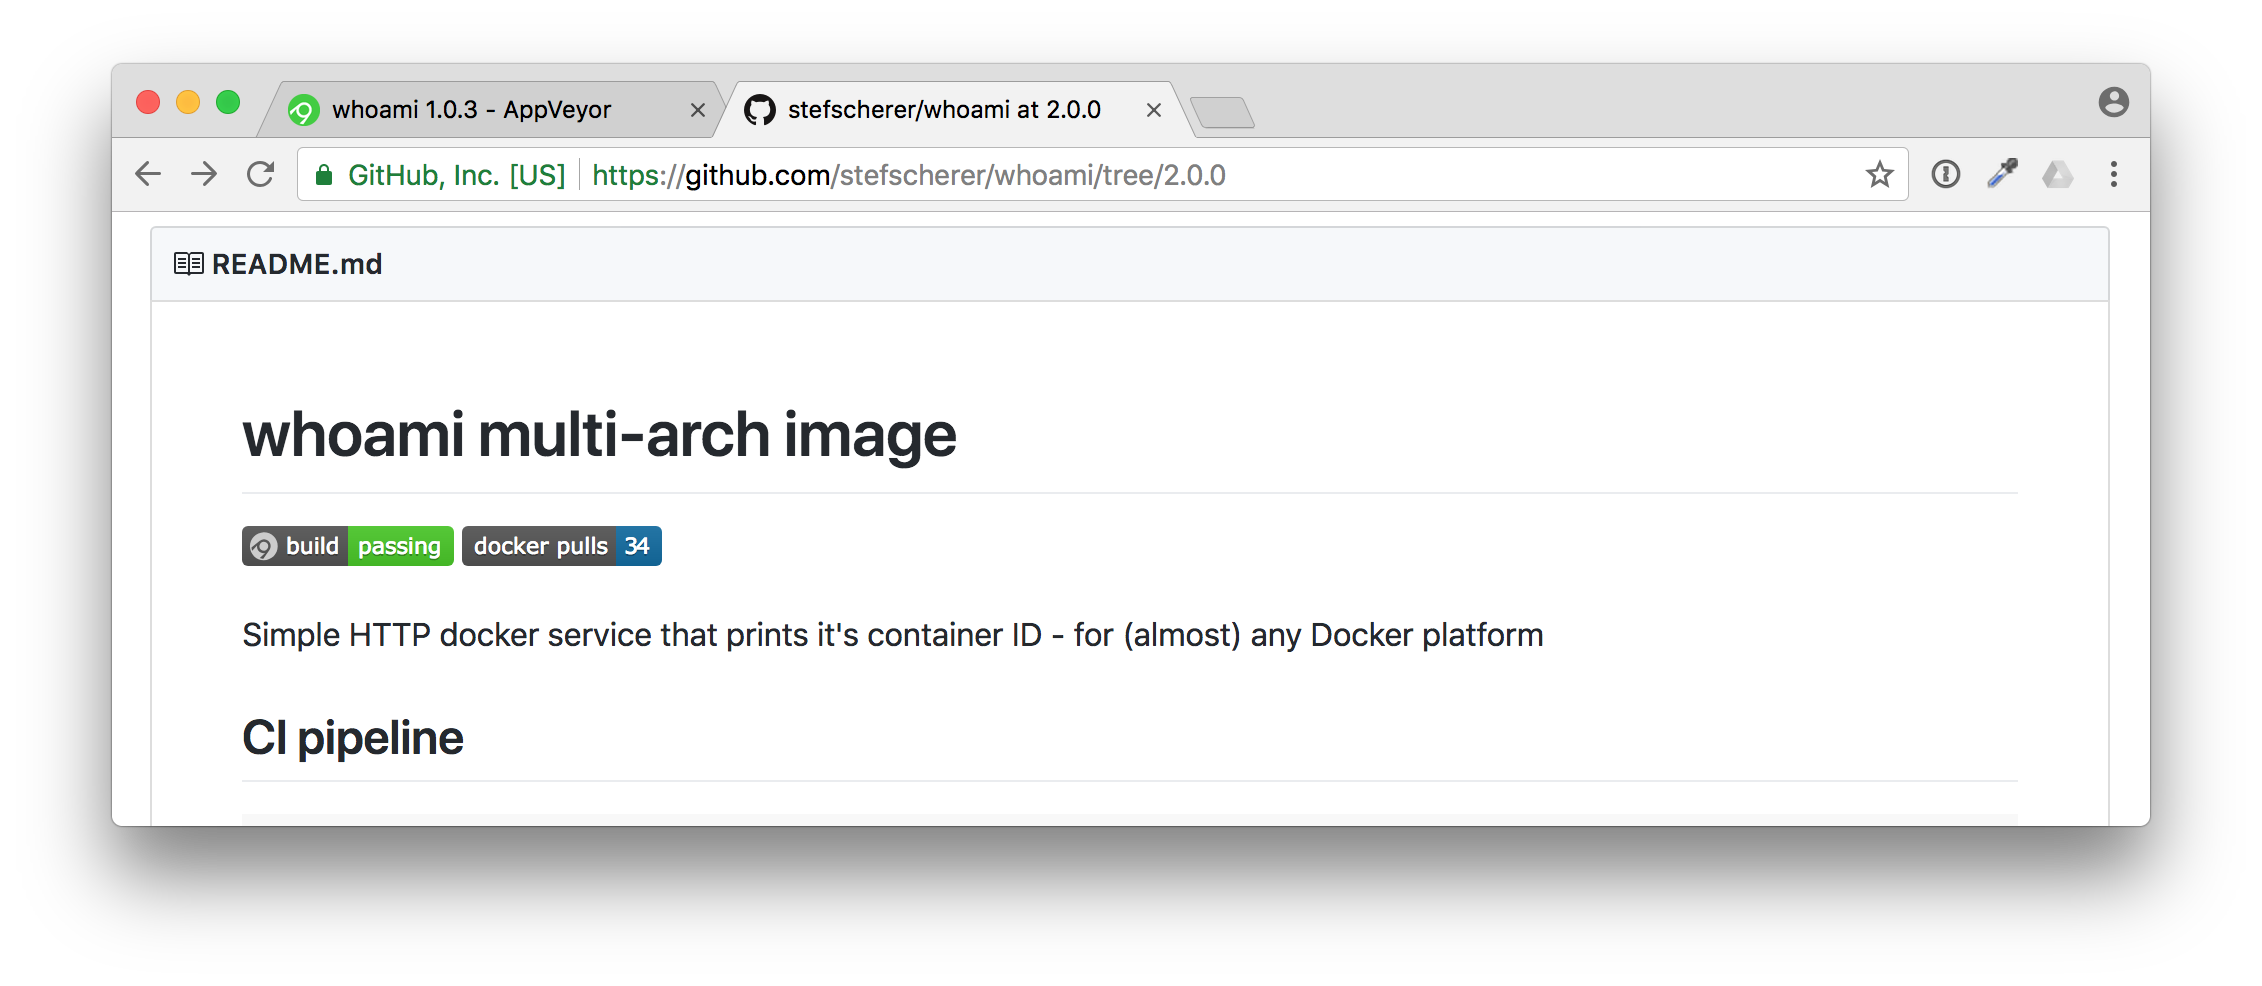 whoami 1.0.3 - AppVeyor
stefscherer/whoami at 2.0.0
GitHub, Inc. [US]
https://github.com/stefscherer/whoami/tree/2.0.0
README.md
whoami multi-arch image
build passing docker pulls 34
Simple HTTP docker service that prints it's container ID - for (almost) any Docker platform
CI pipeline